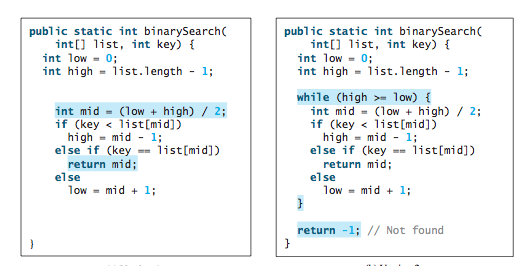 public static int binarySearch(
int[] list, int key) {
int low = 0;
int high = list.length - 1;
int mid = (low + high) / 2;
if (key < list[mid])
high = mid - 1;
else if (key == list[mid])
return mid;
else
low = mid + 1;
}
public static int binarySearch(
int[] list, int key) {
int low = 0;
int high = list.length - 1;
while (high >= low) {
int mid = (low + high) / 2;
if (key < list[mid])
high = mid - 1;
else if (key == list[mid])
return mid;
else
low = mid + 1;
}
return -1; // Not found
}